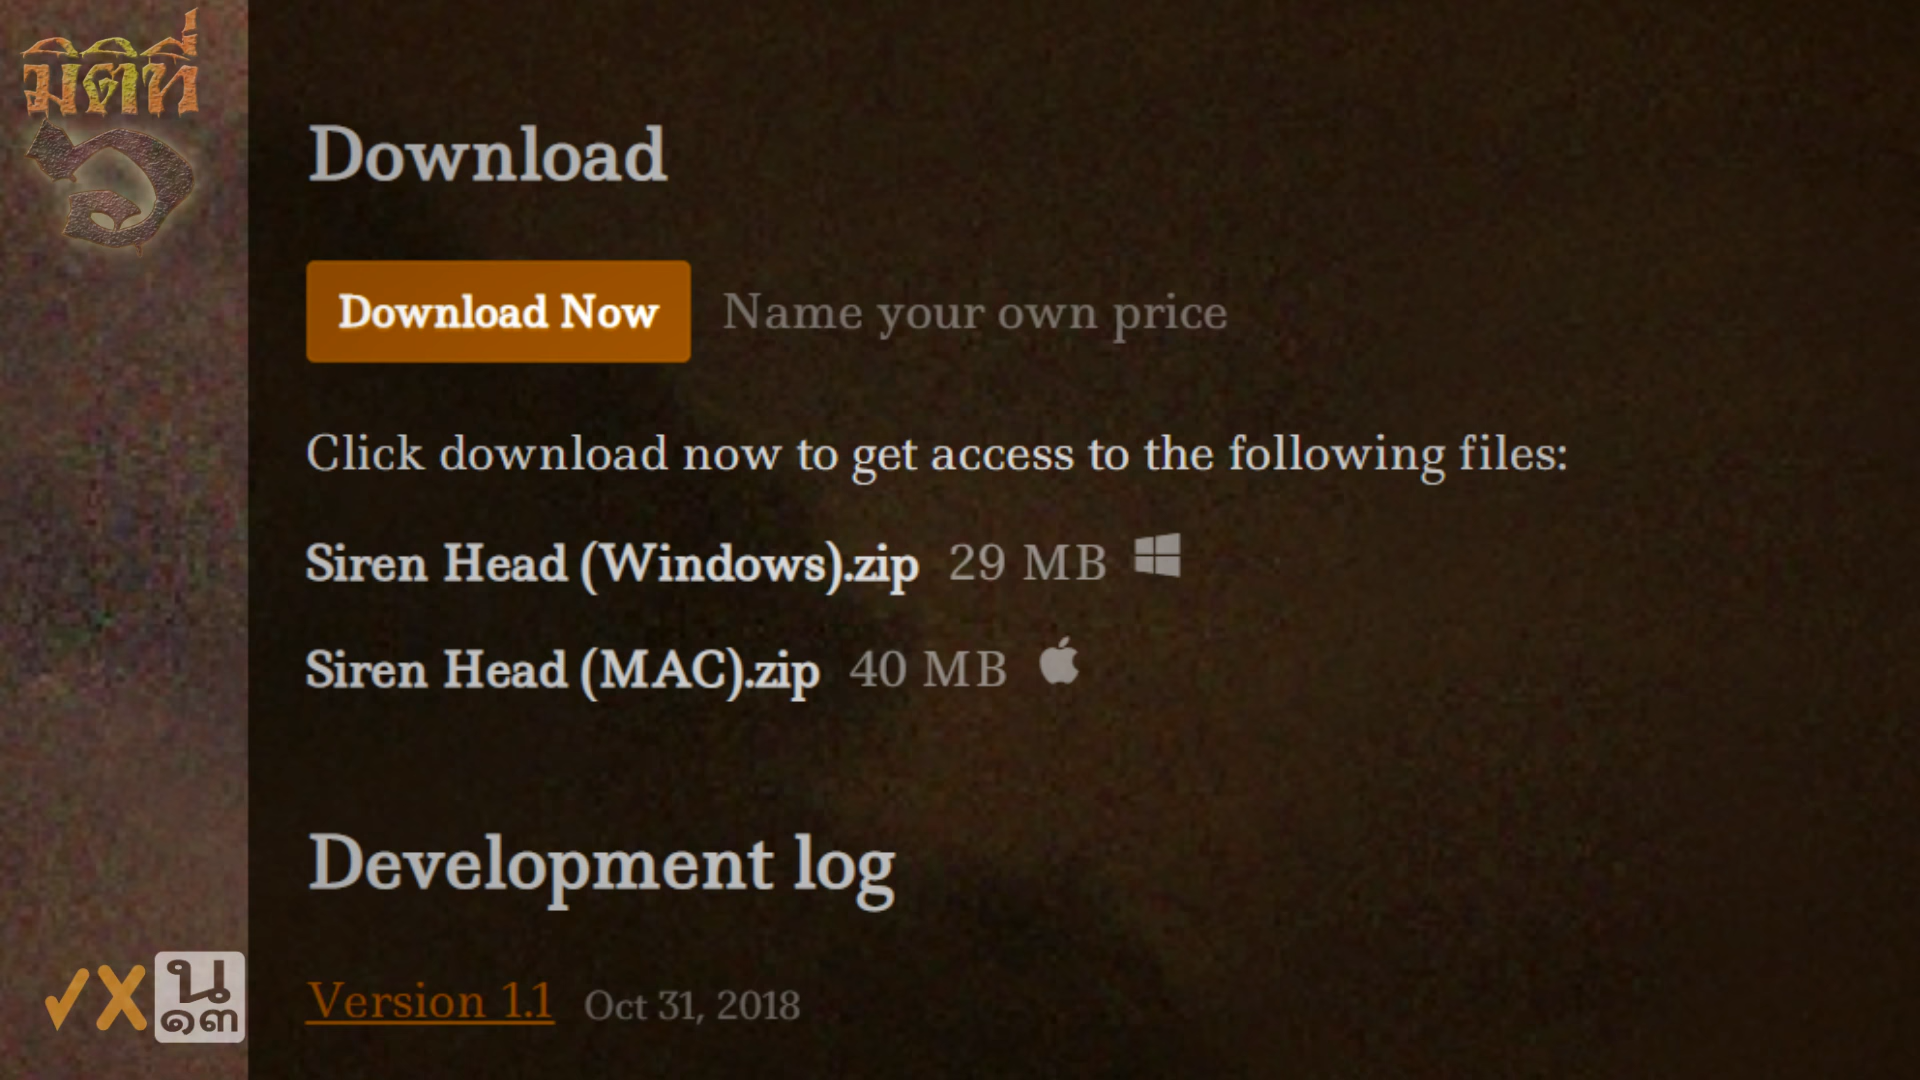 มิติที่
๖
Download
Download Now Name your own price
Click download now to get access to the following files:
Siren Head (Windows).zip 29 MB
Siren Head (MAC).zip 40 MB
Development log
Version 1.1 Oct 31, 2018
น
๑๓